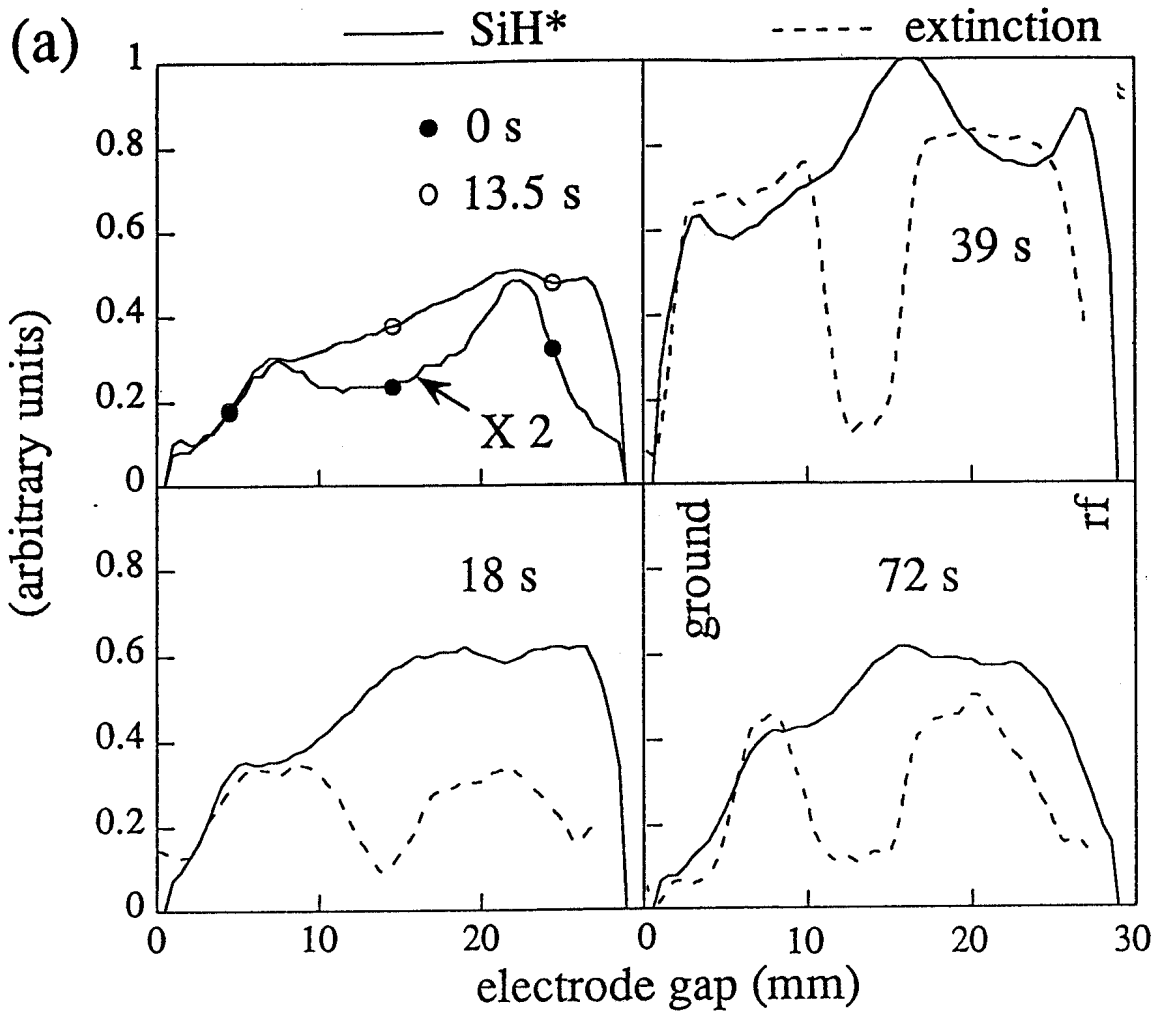 (a) SiH* extinction
1
0.8
0.6
0.4
0.2
0
0 s
13.5 s
X 2
39 s
(arbitrary units)
0.8
0.6
0.4
0.2
0
18 s
ground
rf
72 s
0 10 20 0 10 20 30
electrode gap (mm)